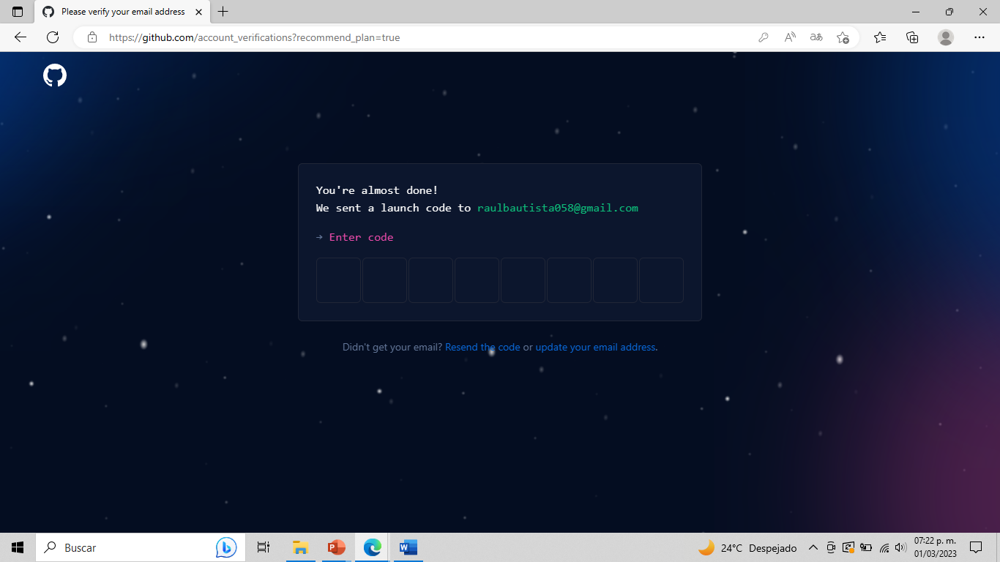 Please verify your email address
https://github.com/account_verifications?recommend_plan=true
You're almost done!
We sent a launch code to raulbautista058@gmail.com
→ Enter code
Didn't get your email? Resend the code or update your email address.
Buscar
24°C Despejado
07:22 p. m.
01/03/2023